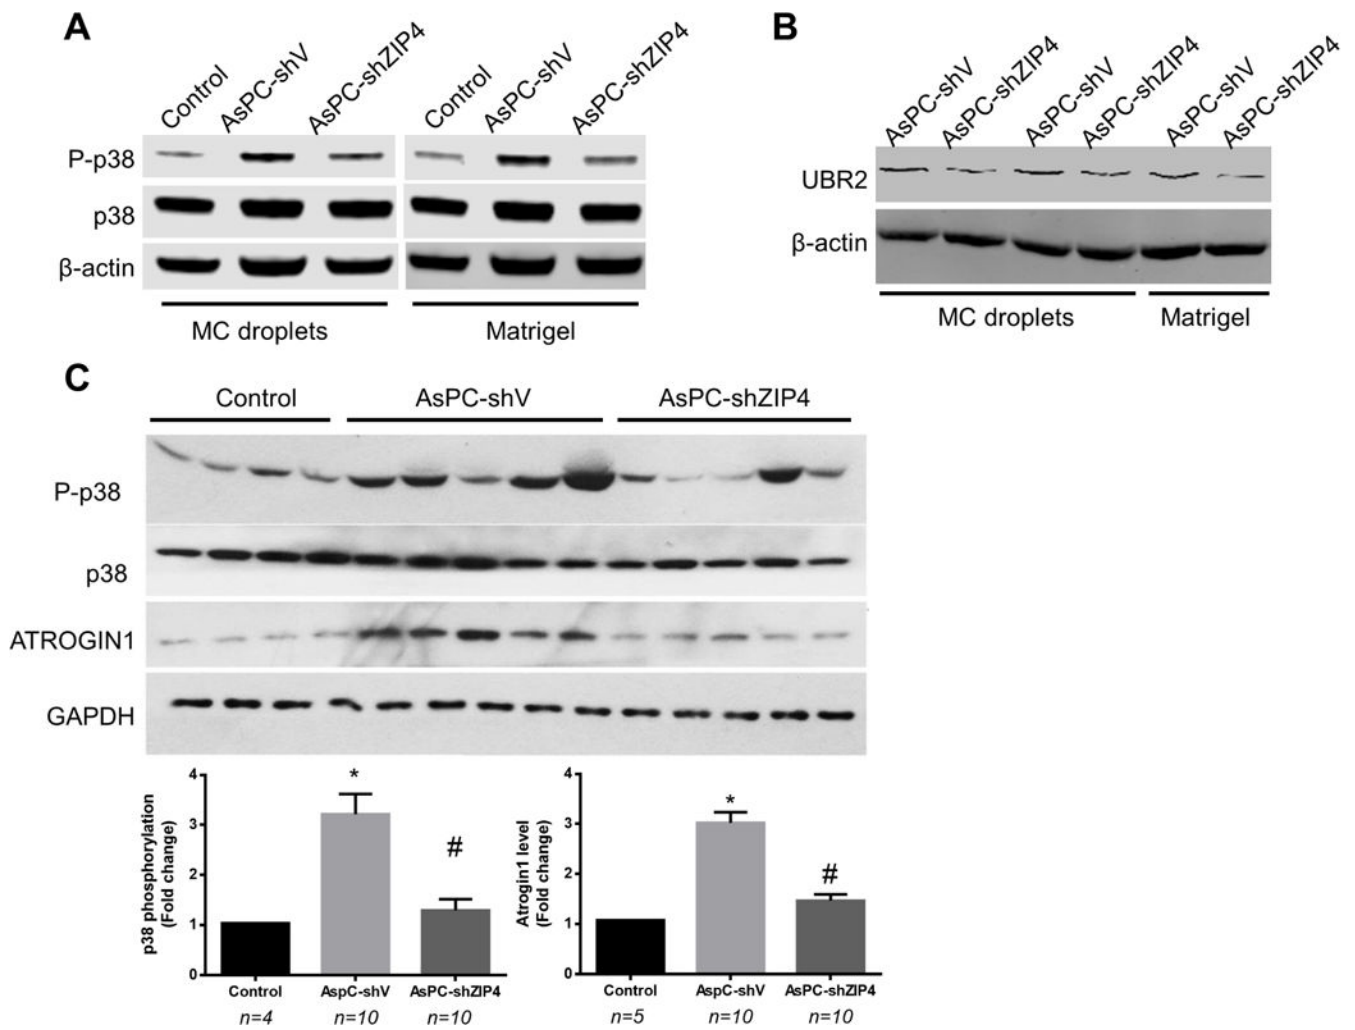 A
Control
AsPC-shV
AsPC-shZIP4
Control
AsPC-shV
AsPC-shZIP4
P-p38
p38
β-actin
MC droplets
Matrigel
B
AsPC-shV
AsPC-shZIP4
AsPC-shV
AsPC-shZIP4
AsPC-shV
AsPC-shZIP4
UBR2
β-actin
MC droplets
Matrigel
C
Control
AsPC-shV
AsPC-shZIP4
P-p38
p38
ATROGIN1
GAPDH
p38 phosphorylation
(Fold change)
4
3
2
1
0
*
#
Control
AspC-shV
AsPC-shZIP4
n=4
n=10
n=10
Atrogin1 level
(Fold change)
4
3
2
1
0
*
#
Control
AspC-shV
AsPC-shZIP4
n=5
n=10
n=10